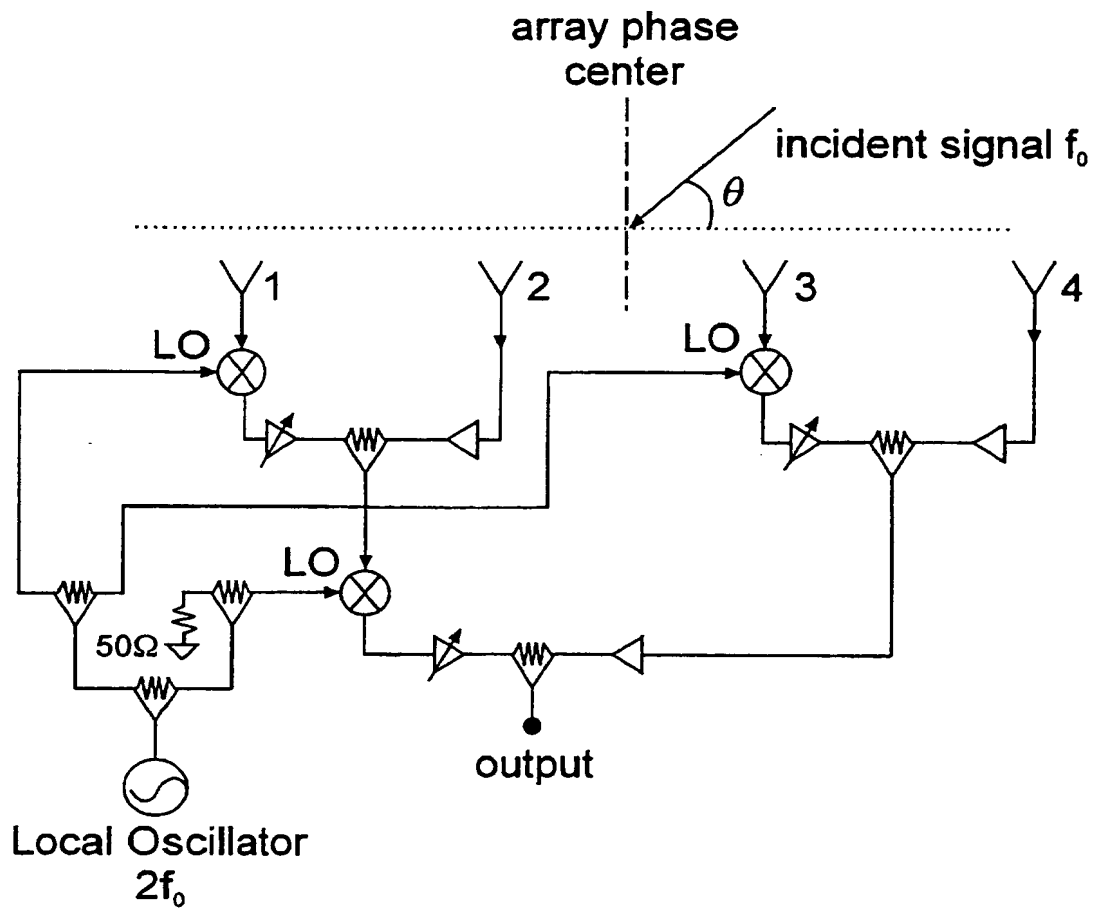 array phase
center
incident signal f₀
θ
1
2
3
4
LO
LO
LO
50Ω
output
Local Oscillator
2f₀